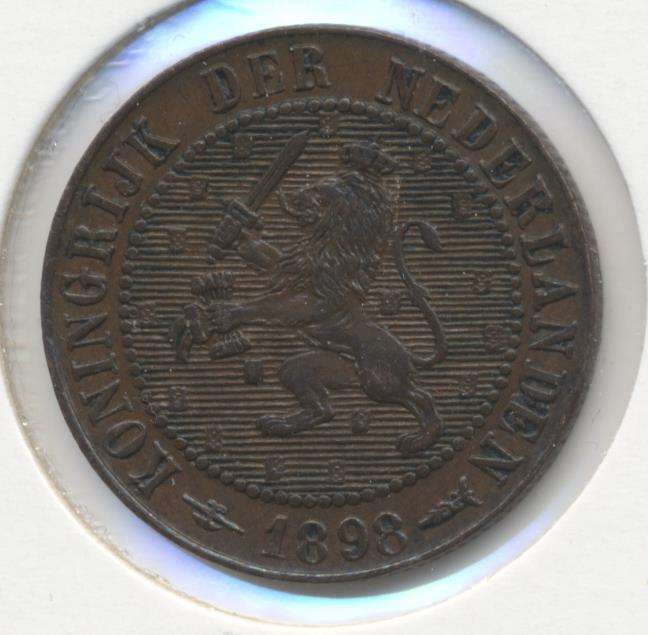 KONINGRIJK DER NEDERLANDEN
1898